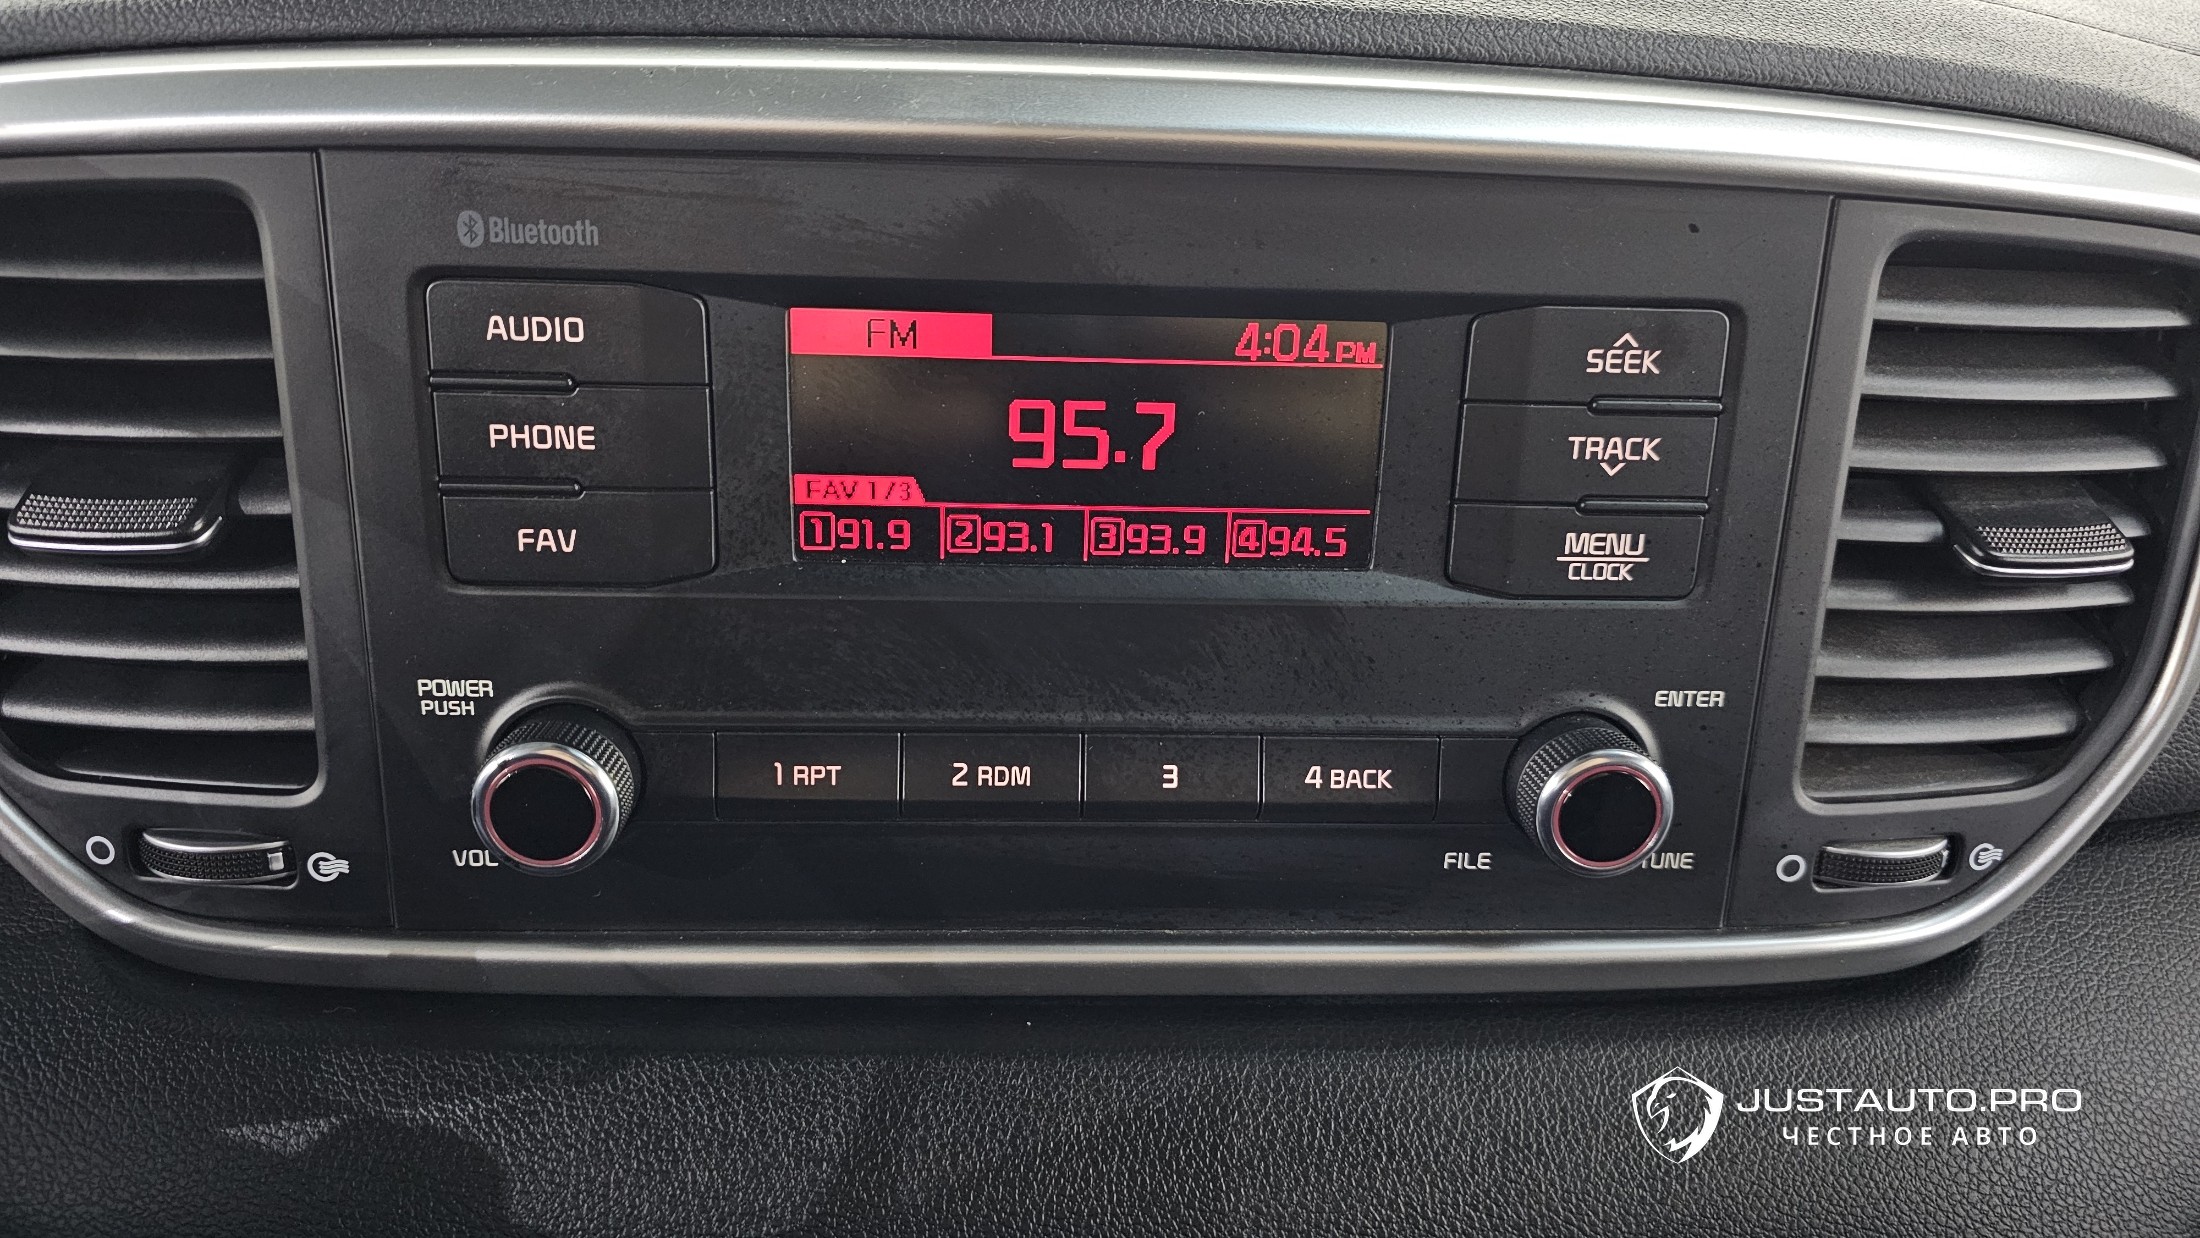 Bluetooth
AUDIO
PHONE
FAV
FM
4:04 PM
95.7
FAV 1/3
1 91.9 2 93.1 3 93.9 4 94.5
SEEK
TRACK
MENU
CLOCK
POWER
PUSH
VOL
1 RPT
2 RDM
3
4 BACK
ENTER
FILE
TUNE
JUSTAUTO.PRO
ЧЕСТНОЕ АВТО